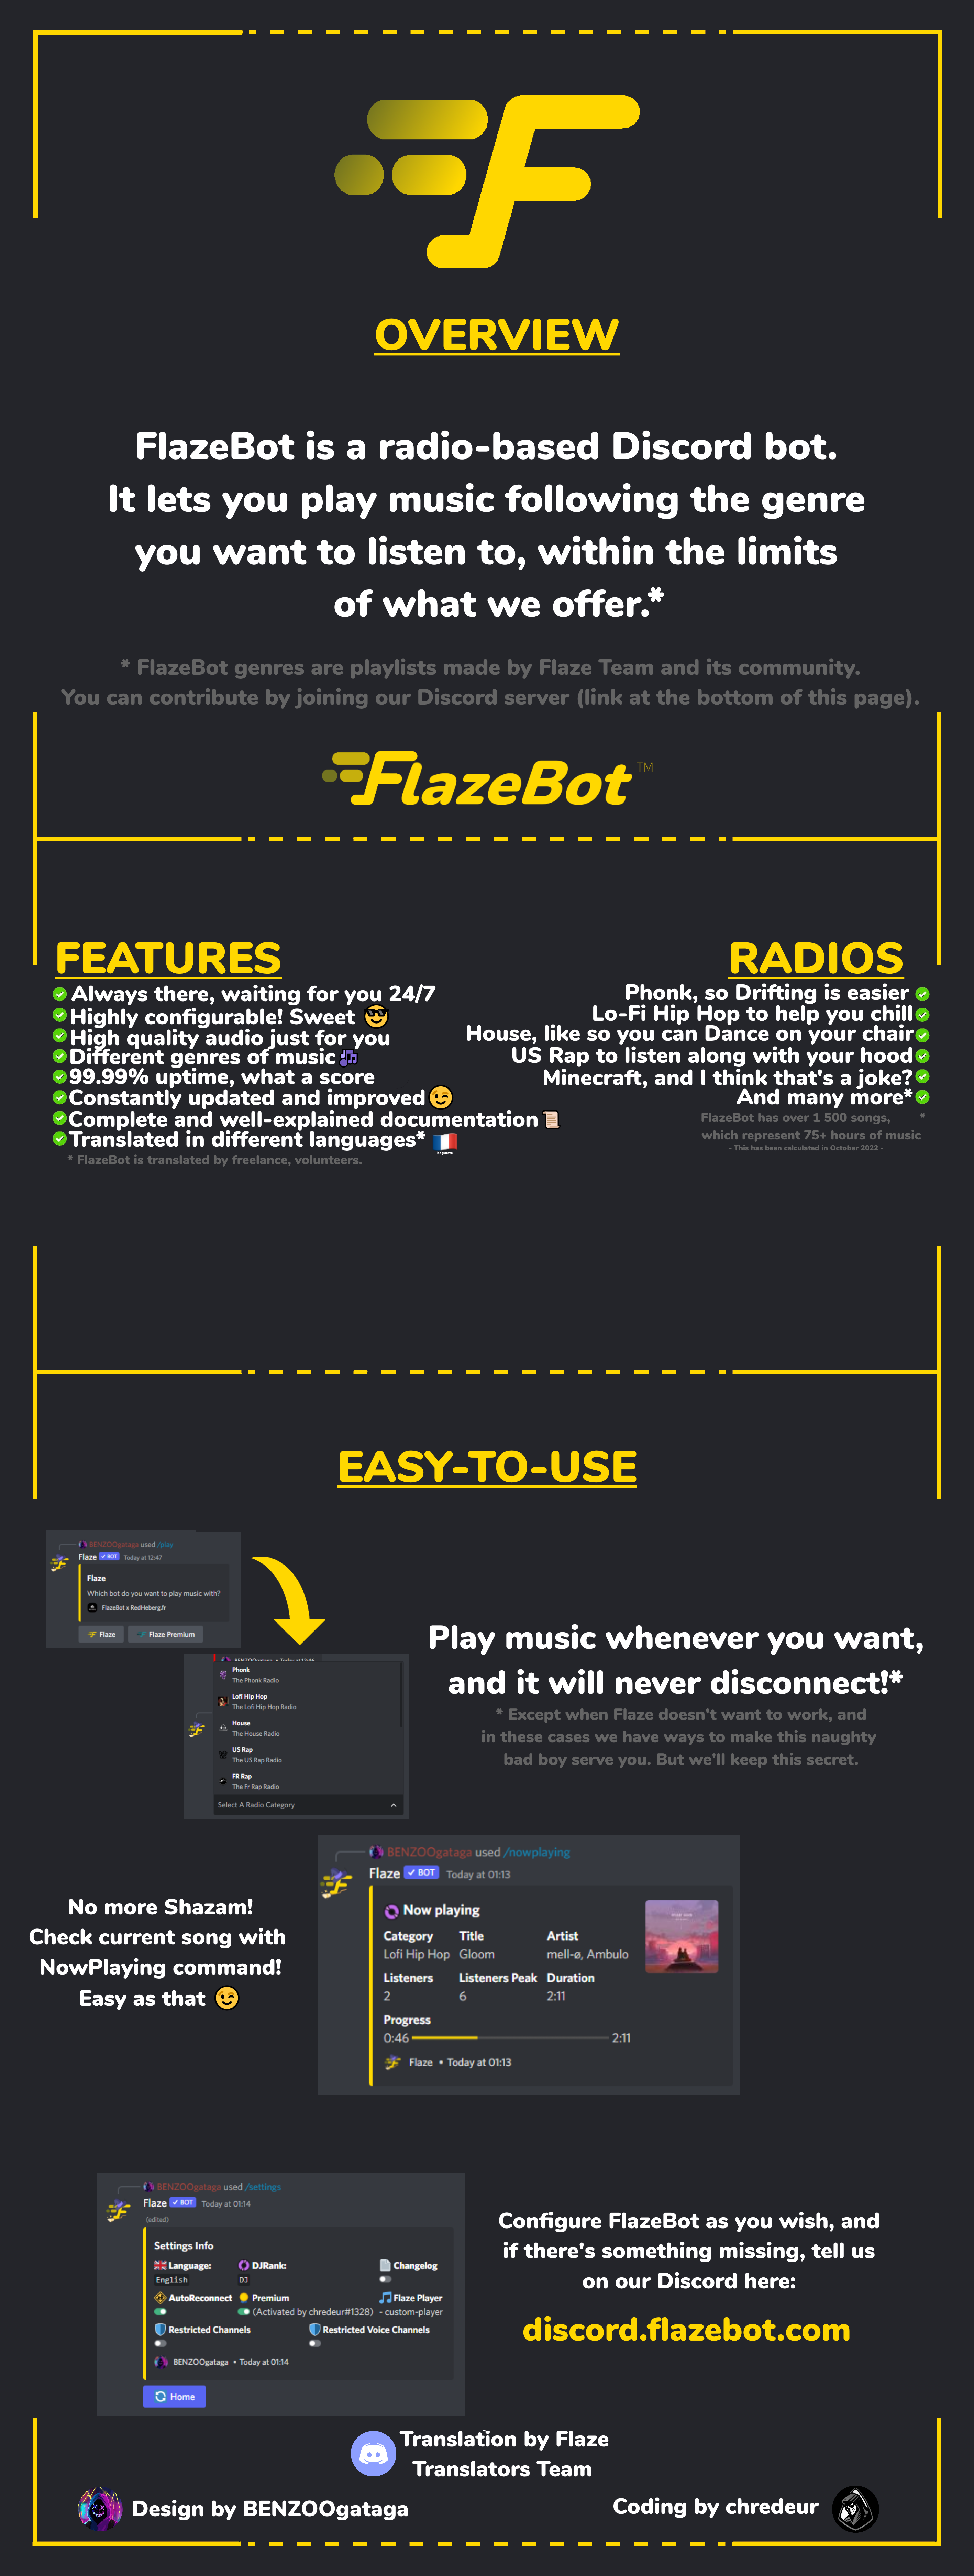 OVERVIEW
FlazeBot is a radio-based Discord bot.
It lets you play music following the genre
you want to listen to, within the limits
of what we offer.*
* FlazeBot genres are playlists made by Flaze Team and its community.
You can contribute by joining our Discord server (link at the bottom of this page).
FlazeBot TM
FEATURES
Always there, waiting for you 24/7
Highly configurable! Sweet 😎
High quality audio just for you
Different genres of music 🎶
99.99% uptime, what a score
Constantly updated and improved 😉
Complete and well-explained documentation 📜
Translated in different languages* 🇫🇷
baguette
* FlazeBot is translated by freelance, volunteers.
RADIOS
Phonk, so Drifting is easier
Lo-Fi Hip Hop to help you chill
House, like so you can Dance on your chair
US Rap to listen along with your hood
Minecraft, and I think that's a joke?
And many more*
FlazeBot has over 1 500 songs, *
which represent 75+ hours of music
- This has been calculated in October 2022 -
EASY-TO-USE
BENZOOgataga used /play
Flaze BOT Today at 12:47
Flaze
Which bot do you want to play music with?
FlazeBot x RedHeberg.fr
Flaze Flaze Premium
BENZOOgataga • Today at 12:46
Phonk
The Phonk Radio
Lofi Hip Hop
The Lofi Hip Hop Radio
House
The House Radio
US Rap
The US Rap Radio
FR Rap
The Fr Rap Radio
Select A Radio Category
Play music whenever you want,
and it will never disconnect!*
* Except when Flaze doesn't want to work, and
in these cases we have ways to make this naughty
bad boy serve you. But we'll keep this secret.
No more Shazam!
Check current song with
NowPlaying command!
Easy as that 😉
BENZOOgataga used /nowplaying
Flaze BOT Today at 01:13
Now playing
Category Title Artist
Lofi Hip Hop Gloom mell-ø, Ambulo
Listeners Listeners Peak Duration
2 6 2:11
Progress
0:46 2:11
Flaze • Today at 01:13
BENZOOgataga used /settings
Flaze BOT Today at 01:14
(edited)
Settings Info
Language: DJRank: Changelog
English DJ
AutoReconnect Premium Flaze Player
(Activated by chredeur#1328) - custom-player
Restricted Channels Restricted Voice Channels
BENZOOgataga • Today at 01:14
Home
Configure FlazeBot as you wish, and
if there's something missing, tell us
on our Discord here:
discord.flazebot.com
Translation by Flaze
Translators Team
Design by BENZOOgataga
Coding by chredeur